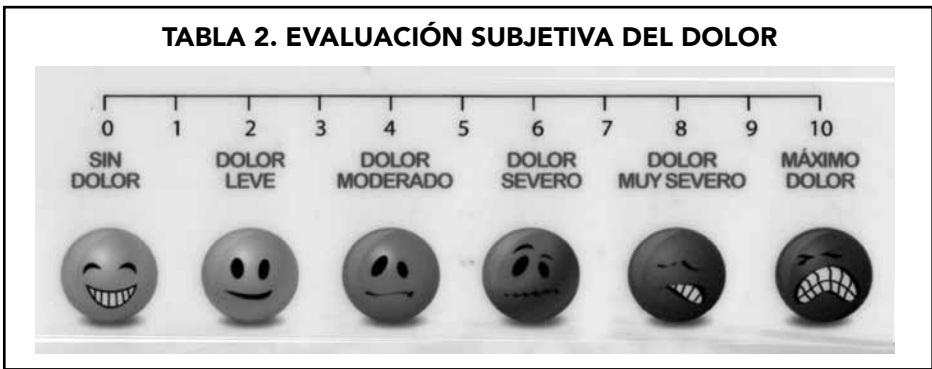 TABLA 2. EVALUACIÓN SUBJETIVA DEL DOLOR
0 1 2 3 4 5 6 7 8 9 10
SIN DOLOR DOLOR DOLOR DOLOR MÁXIMO
DOLOR LEVE MODERADO SEVERO MUY SEVERO DOLOR